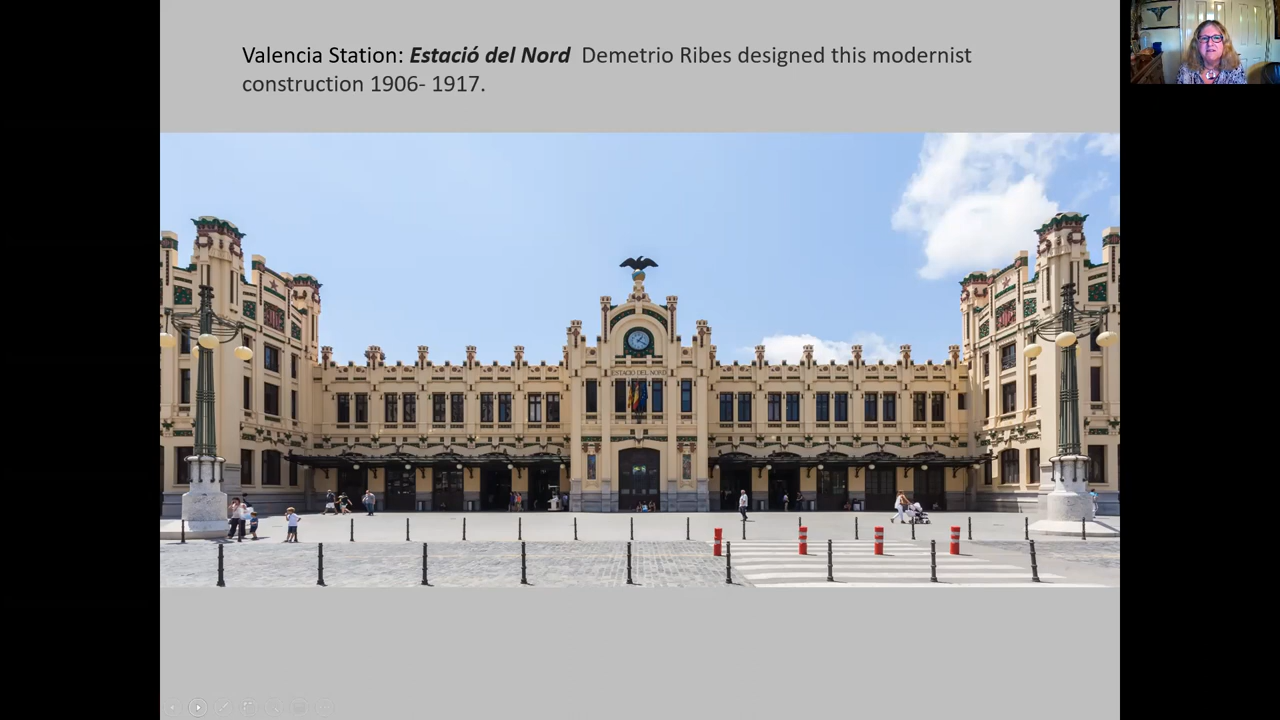 Valencia Station: Estació del Nord Demetrio Ribes designed this modernist
construction 1906- 1917.
ESTACIO DEL NORD